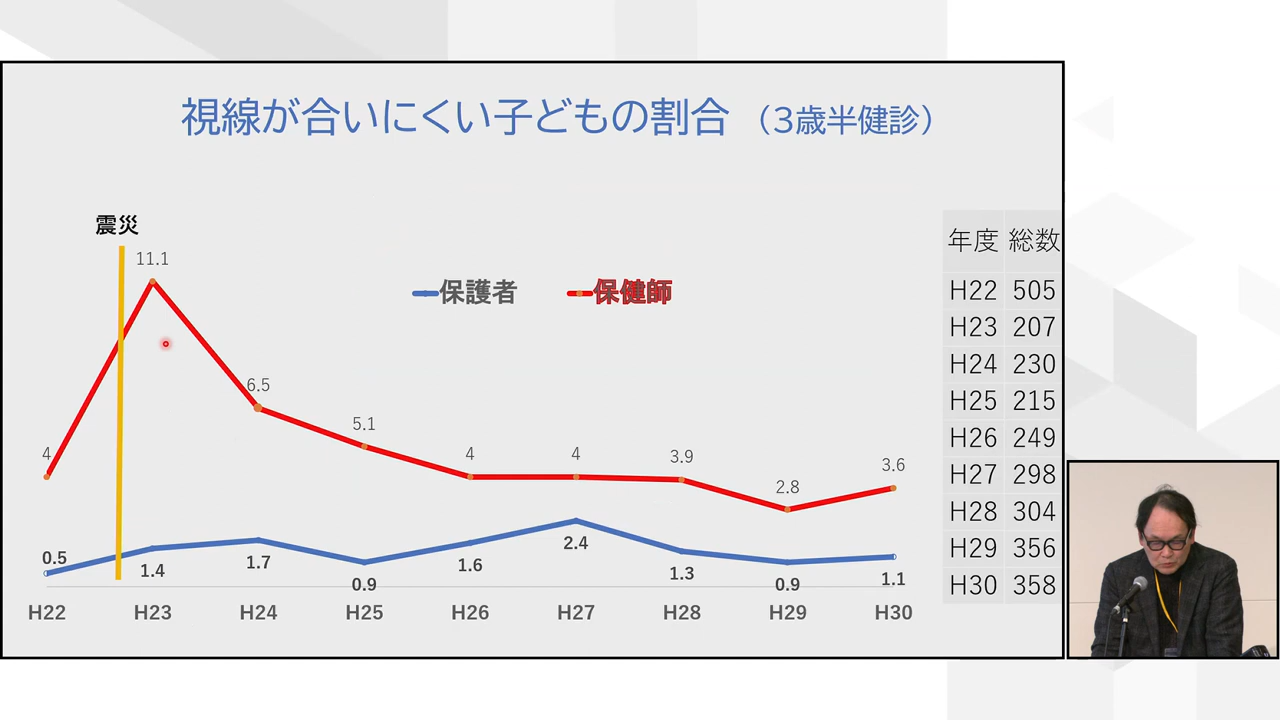 視線が合いにくい子どもの割合 （3歳半健診）
震災
11.1
保護者 保健師
4
6.5
5.1
4
4
3.9
2.8
3.6
0.5
1.4
1.7
0.9
1.6
2.4
1.3
0.9
1.1
H22 H23 H24 H25 H26 H27 H28 H29 H30
年度 総数
H22 505
H23 207
H24 230
H25 215
H26 249
H27 298
H28 304
H29 356
H30 358